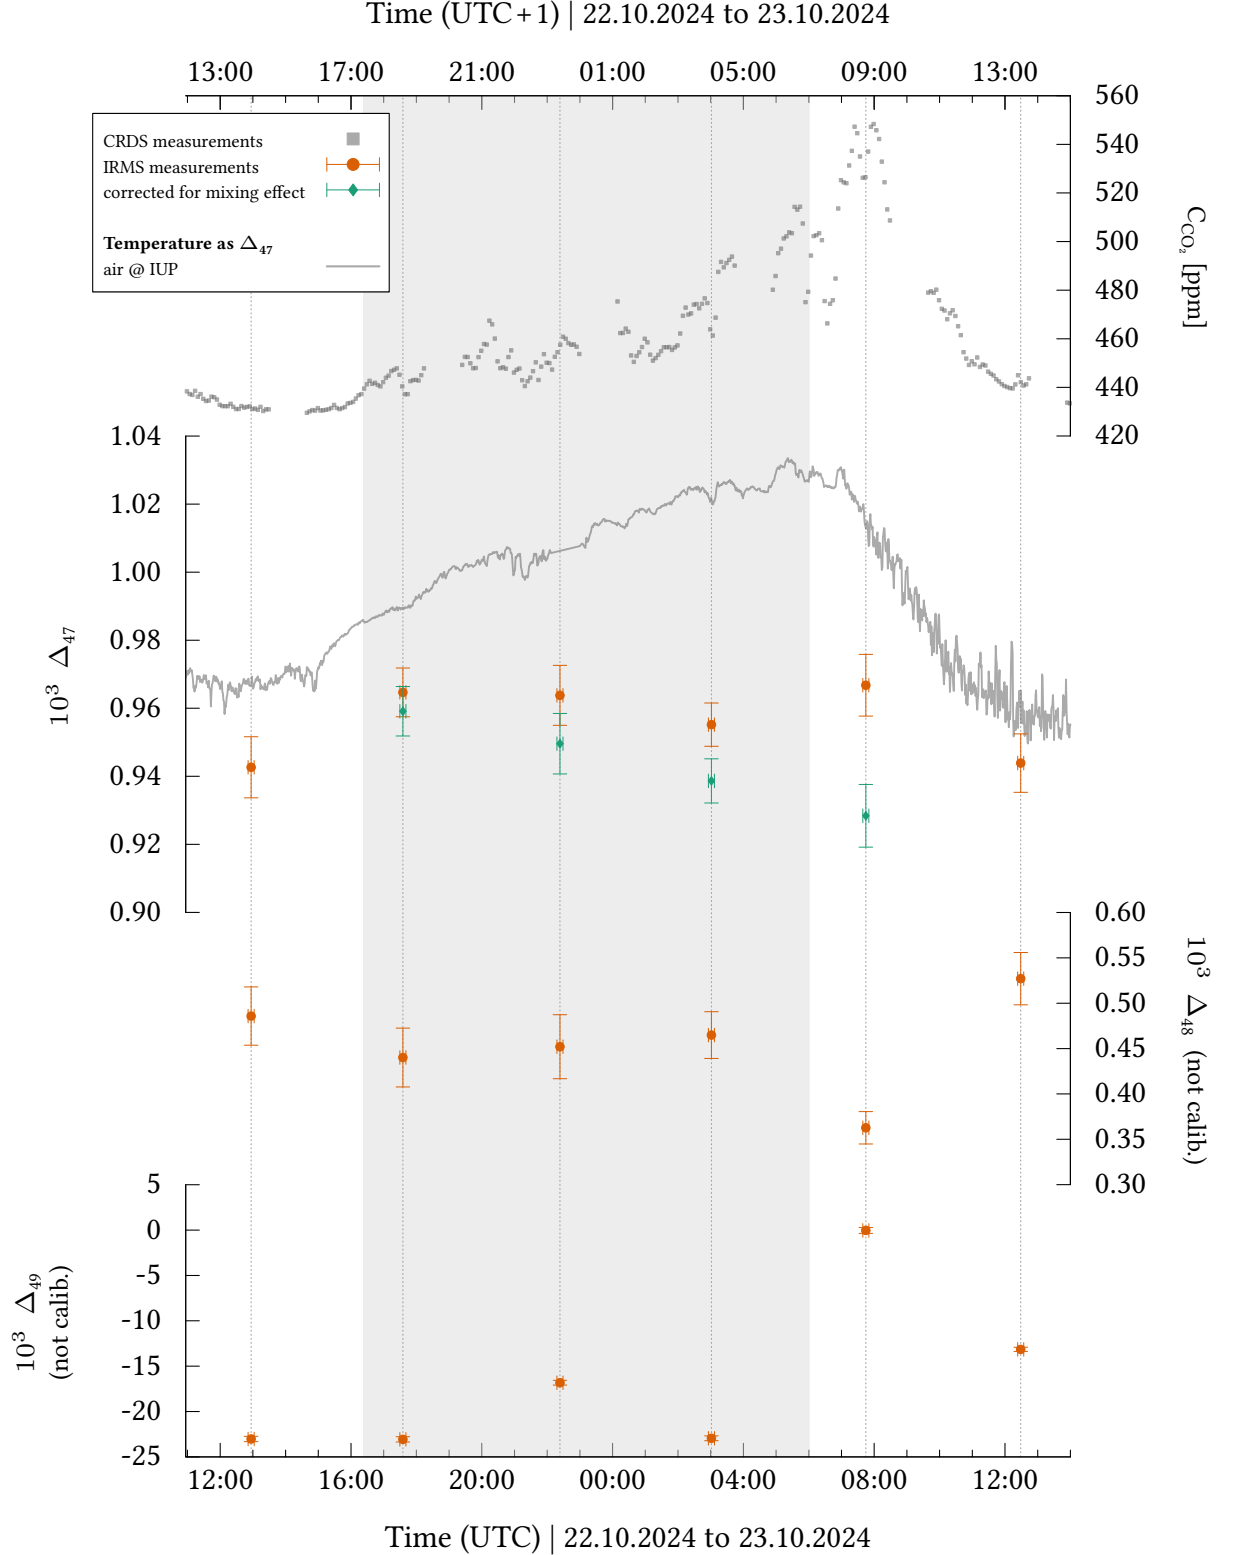 Time (UTC+1) | 22.10.2024 to 23.10.2024
13:00 17:00 21:00 01:00 05:00 09:00 13:00
CRDS measurements
IRMS measurements
corrected for mixing effect
Temperature as Δ₄₇
air @ IUP
560
540
520
500
480
460
440
420
C_CO₂ [ppm]
1.04
1.02
1.00
0.98
0.96
0.94
0.92
0.90
10³ Δ₄₇
0.60
0.55
0.50
0.45
0.40
0.35
0.30
10³ Δ₄₈ (not calib.)
5
0
-5
-10
-15
-20
-25
10³ Δ₄₉
(not calib.)
12:00 16:00 20:00 00:00 04:00 08:00 12:00
Time (UTC) | 22.10.2024 to 23.10.2024